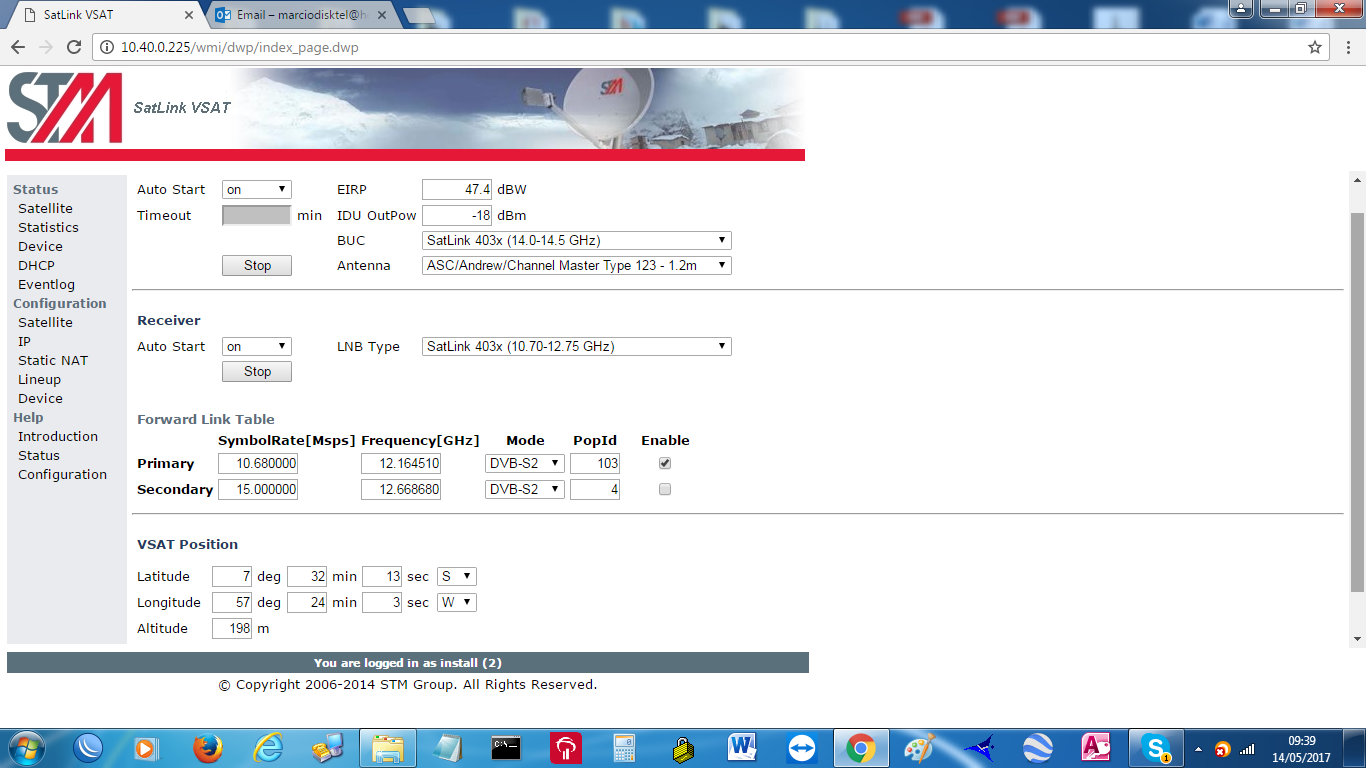 SatLink VSAT
Email – marciodisktel@h
10.40.0.225/wmi/dwp/index_page.dwp
STM
SatLink VSAT
STM
Status
Satellite
Statistics
Device
DHCP
Eventlog
Configuration
Satellite
IP
Static NAT
Lineup
Device
Help
Introduction
Status
Configuration
Auto Start on EIRP 47.4 dBW
Timeout min IDU OutPow -18 dBm
BUC SatLink 403x (14.0-14.5 GHz)
Stop Antenna ASC/Andrew/Channel Master Type 123 - 1.2m
Receiver
Auto Start on LNB Type SatLink 403x (10.70-12.75 GHz)
Stop
Forward Link Table
SymbolRate[Msps] Frequency[GHz] Mode PopId Enable
Primary 10.680000 12.164510 DVB-S2 103
Secondary 15.000000 12.668680 DVB-S2 4
VSAT Position
Latitude 7 deg 32 min 13 sec S
Longitude 57 deg 24 min 3 sec W
Altitude 198 m
You are logged in as install (2)
© Copyright 2006-2014 STM Group. All Rights Reserved.
09:39
14/05/2017